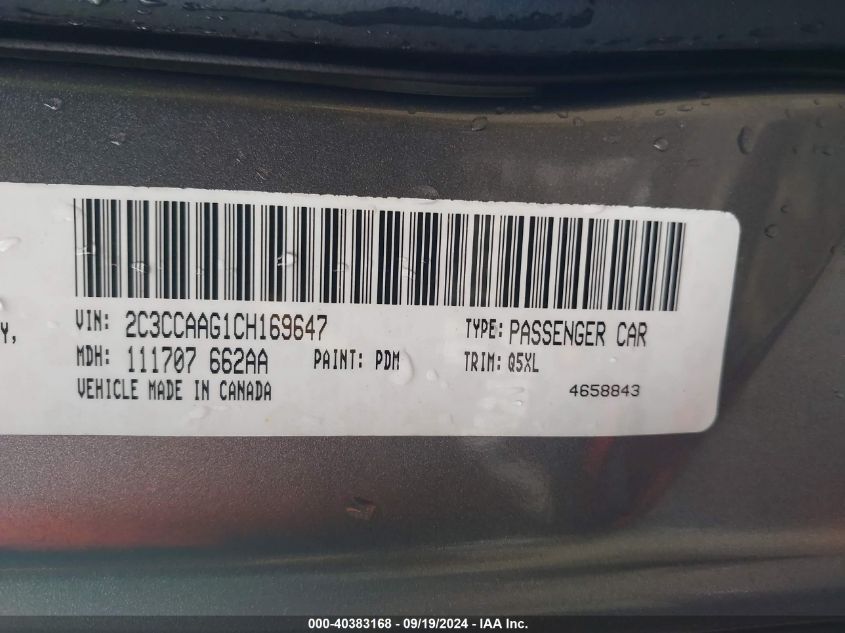 VIN: 2C3CCAAG1CH169647 TYPE: PASSENGER CAR
Y,
MDH: 111707 662AA PAINT: PDM TRIM: Q5XL
VEHICLE MADE IN CANADA 4658843
000-40383168 - 09/19/2024 - IAA Inc.